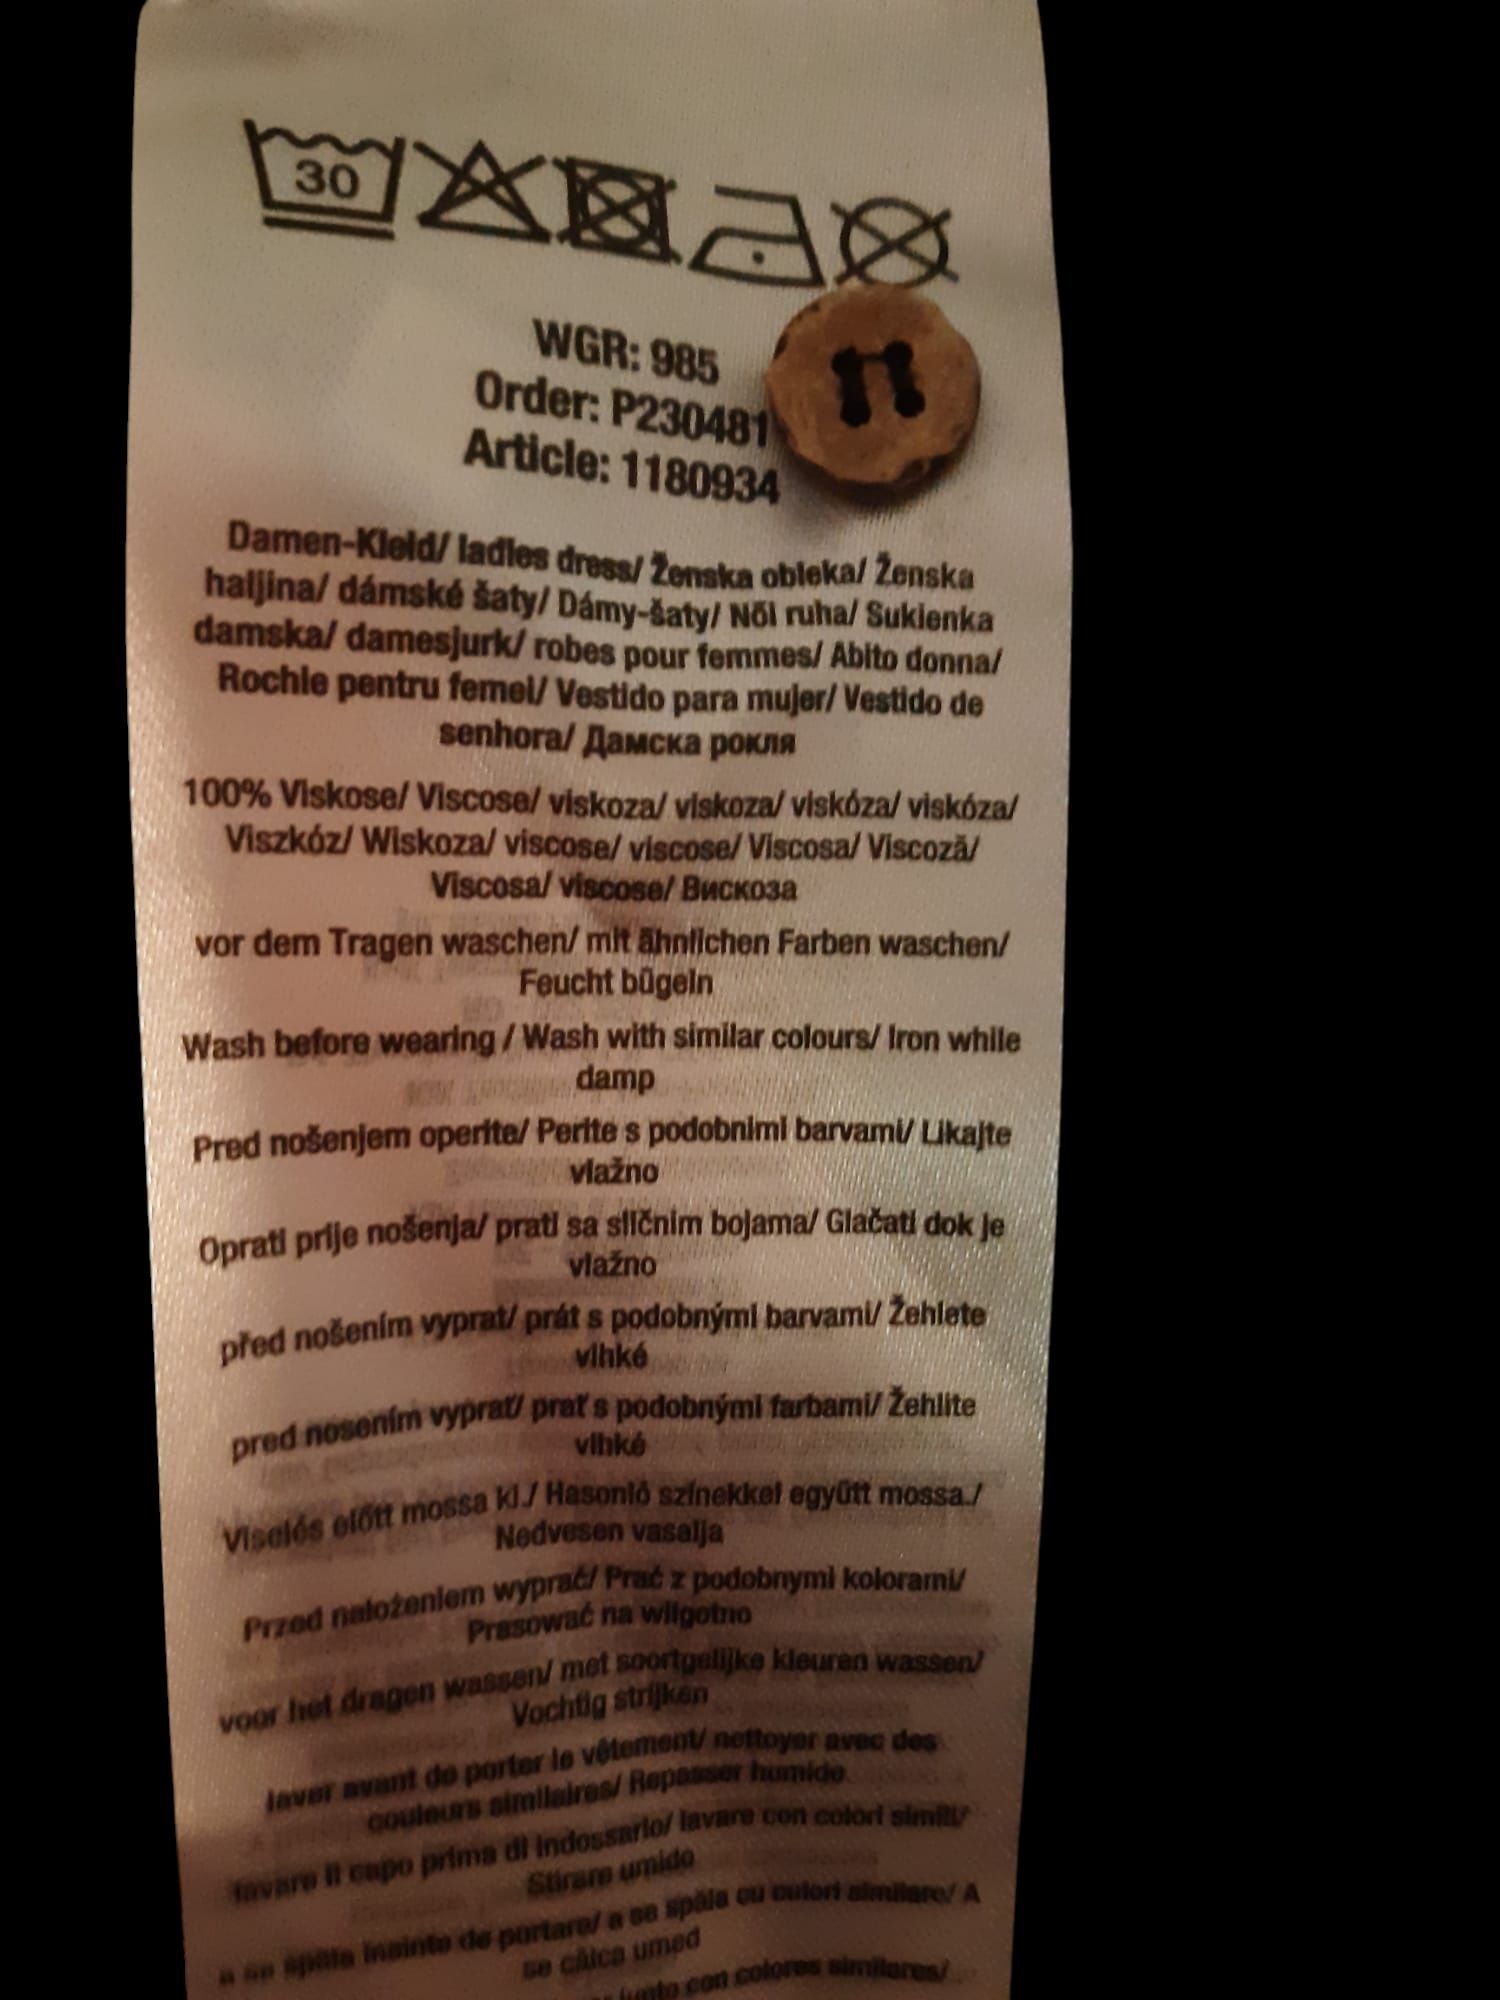 30
WGR: 985
Order: P230481
Article: 1180934
Damen-Kleid/ ladies dress/ Ženska obleka/ Ženska
haljina/ dámské šaty/ Dámy-šaty/ Női ruha/ Sukienka
damska/ damesjurk/ robes pour femmes/ Abito donna/
Rochie pentru femei/ Vestido para mujer/ Vestido de
senhora/ Дамска рокля
100% Viskose/ Viscose/ viskoza/ viskoza/ viskóza/ viskóza/
Viszkóz/ Wiskoza/ viscose/ viscose/ Viscosa/ Viscoză/
Viscosa/ viscose/ Вискоза
vor dem Tragen waschen/ mit ähnlichen Farben waschen/
Feucht bügeln
Wash before wearing / Wash with similar colours/ Iron while
damp
Pred nošenjem operite/ Perite s podobnimi barvami/ Likajte
vlažno
Oprati prije nošenja/ prati sa sličnim bojama/ Glačati dok je
vlažno
před nošením vyprat/ prát s podobnými barvami/ Žehlete
vlhké
pred nosením vyprať/ prať s podobnými farbami/ Žehlite
vlhké
Viselés előtt mossa ki./ Hasonló színekkel együtt mossa./
Nedvesen vasalja
Przed nałożeniem wyprać/ Prać z podobnymi kolorami/
Prasować na wilgotno
voor het dragen wassen/ met soortgelijke kleuren wassen/
Vochtig strijken
laver avant de porter le vêtement/ nettoyer avec des
couleurs similaires/ Repasser humide
lavare il capo prima di indossarlo/ lavare con colori simili/
Stirare umido
a se spăla înainte de purtare/ a se spăla cu culori similare/ A
se călca umed
junto con colores similares/